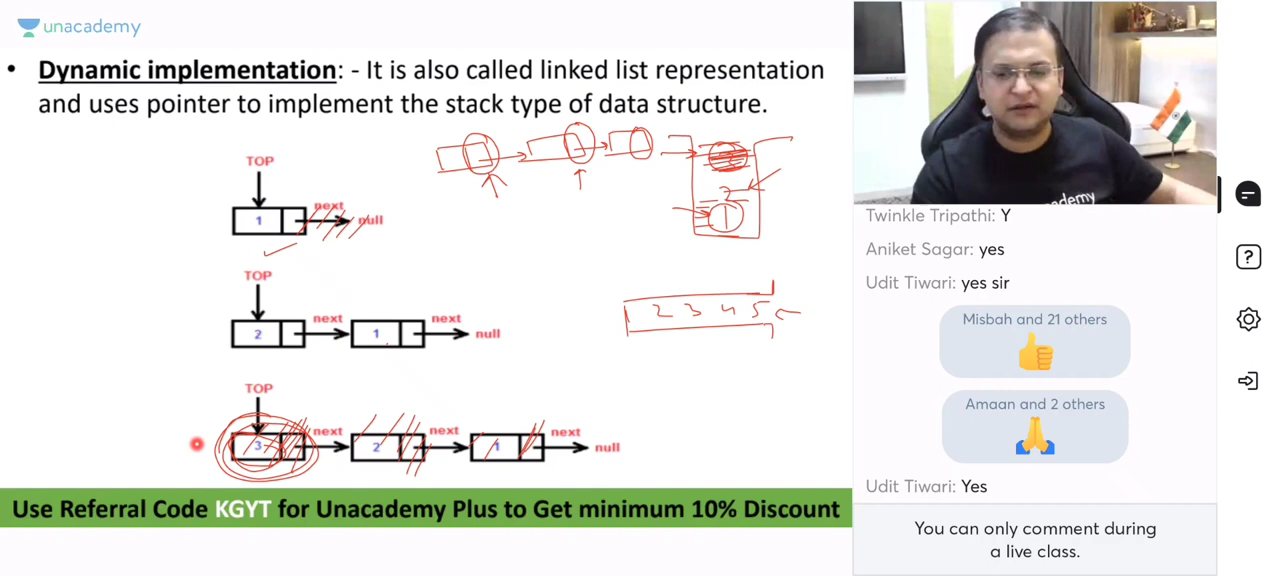 unacademy
• Dynamic implementation: - It is also called linked list representation
and uses pointer to implement the stack type of data structure.
TOP
1
next
null
TOP
2
next
1
next
null
TOP
3
next
2
next
1
next
null
2
1
2 3 4 5
Use Referral Code KGYT for Unacademy Plus to Get minimum 10% Discount
academy
Twinkle Tripathi: Y
Aniket Sagar: yes
Udit Tiwari: yes sir
Misbah and 21 others
Amaan and 2 others
Udit Tiwari: Yes
You can only comment during
a live class.
?